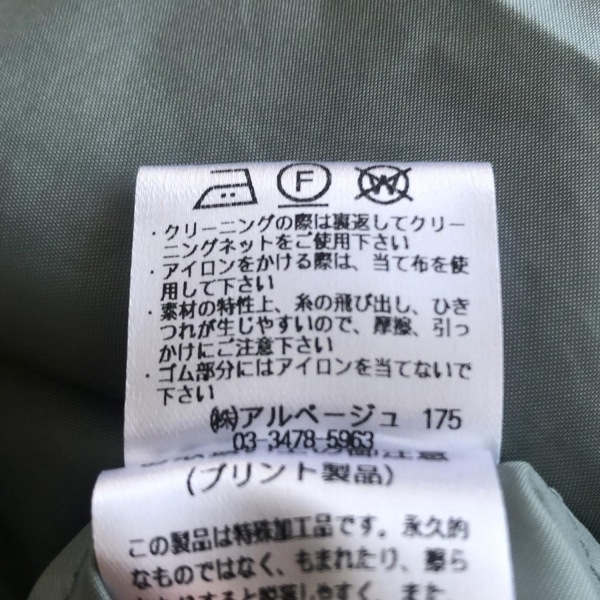 F W
・クリーニングの際は裏返してクリー
ニングネットをご使用下さい
・アイロンをかける際は、当て布を使
用して下さい
・素材の特性上、糸の飛び出し、ひき
つれが生じやすいので、摩擦、引っ
かけにご注意下さい
・ゴム部分にはアイロンを当てないで
下さい
㈱アルページュ 175
03-3478-5963
(プリント製品)
この製品は特殊加工品です。永久的
なものではなく、もまれたり、擦ら